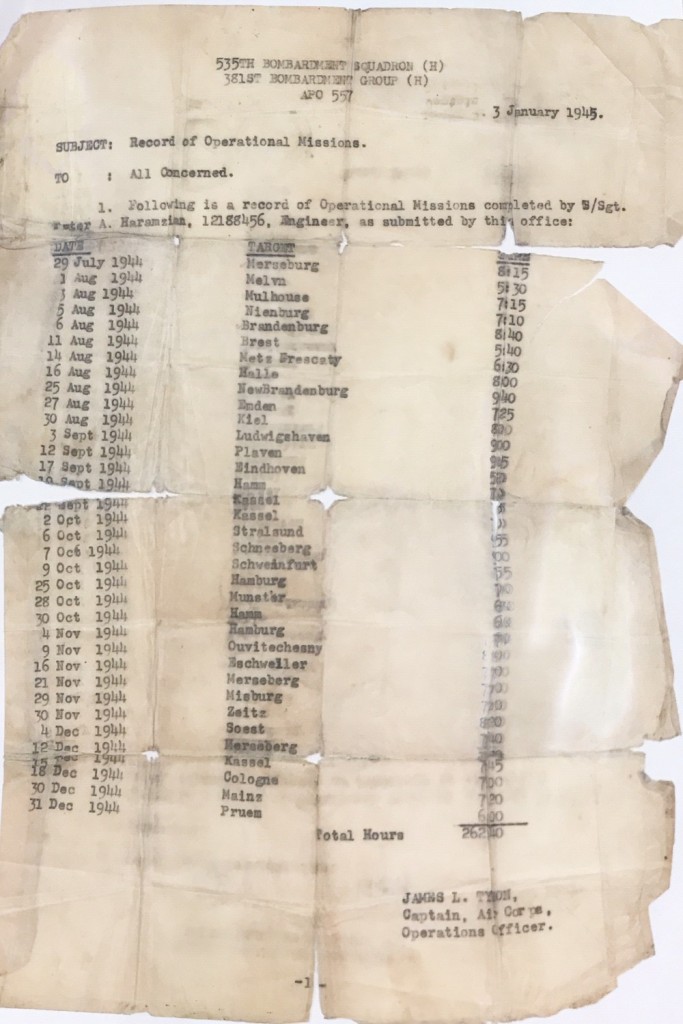 535TH BOMBARDMENT SQUADRON (H)
381ST BOMBARDMENT GROUP (H)
APO 557
3 January 1945.
SUBJECT: Record of Operational Missions.
TO : All Concerned.
1. Following is a record of Operational Missions completed by S/Sgt.
Peter A. Haramzian, 12188456, Engineer, as submitted by this office:
DATE TARGET
29 July 1944 Merseburg 8:15
1 Aug 1944 Melvn 5:30
3 Aug 1944 Mulhouse 7:15
5 Aug 1944 Nienburg 7:10
6 Aug 1944 Brandenburg 8:40
11 Aug 1944 Brest 5:40
14 Aug 1944 Metz Frescaty 6:30
16 Aug 1944 Halle 8:00
25 Aug 1944 NewBrandenburg 9:40
27 Aug 1944 Emden 7:25
30 Aug 1944 Kiel
3 Sept 1944 Ludwigshaven
12 Sept 1944 Plaven
17 Sept 1944 Eindhoven
19 Sept 1944 Hamm
Sept 1944 Kassel
2 Oct 1944 Kassel
6 Oct 1944 Stralsund
7 Oct 1944 Schneeberg
9 Oct 1944 Schweinfurt
25 Oct 1944 Hamburg
28 Oct 1944 Munster
30 Oct 1944 Hamm
4 Nov 1944 Hamburg
9 Nov 1944 Ouvitechesny
16 Nov 1944 Eschweiler
21 Nov 1944 Merseberg
29 Nov 1944 Misburg
30 Nov 1944 Zeitz
4 Dec 1944 Soest
12 Dec 1944 Merseberg
15 Dec 1944 Kassel
18 Dec 1944 Cologne
30 Dec 1944 Mainz 7:20
31 Dec 1944 Pruem 6:00
Total Hours 262:40
JAMES L. TYSON,
Captain, Air Corps,
Operations Officer.
-1-